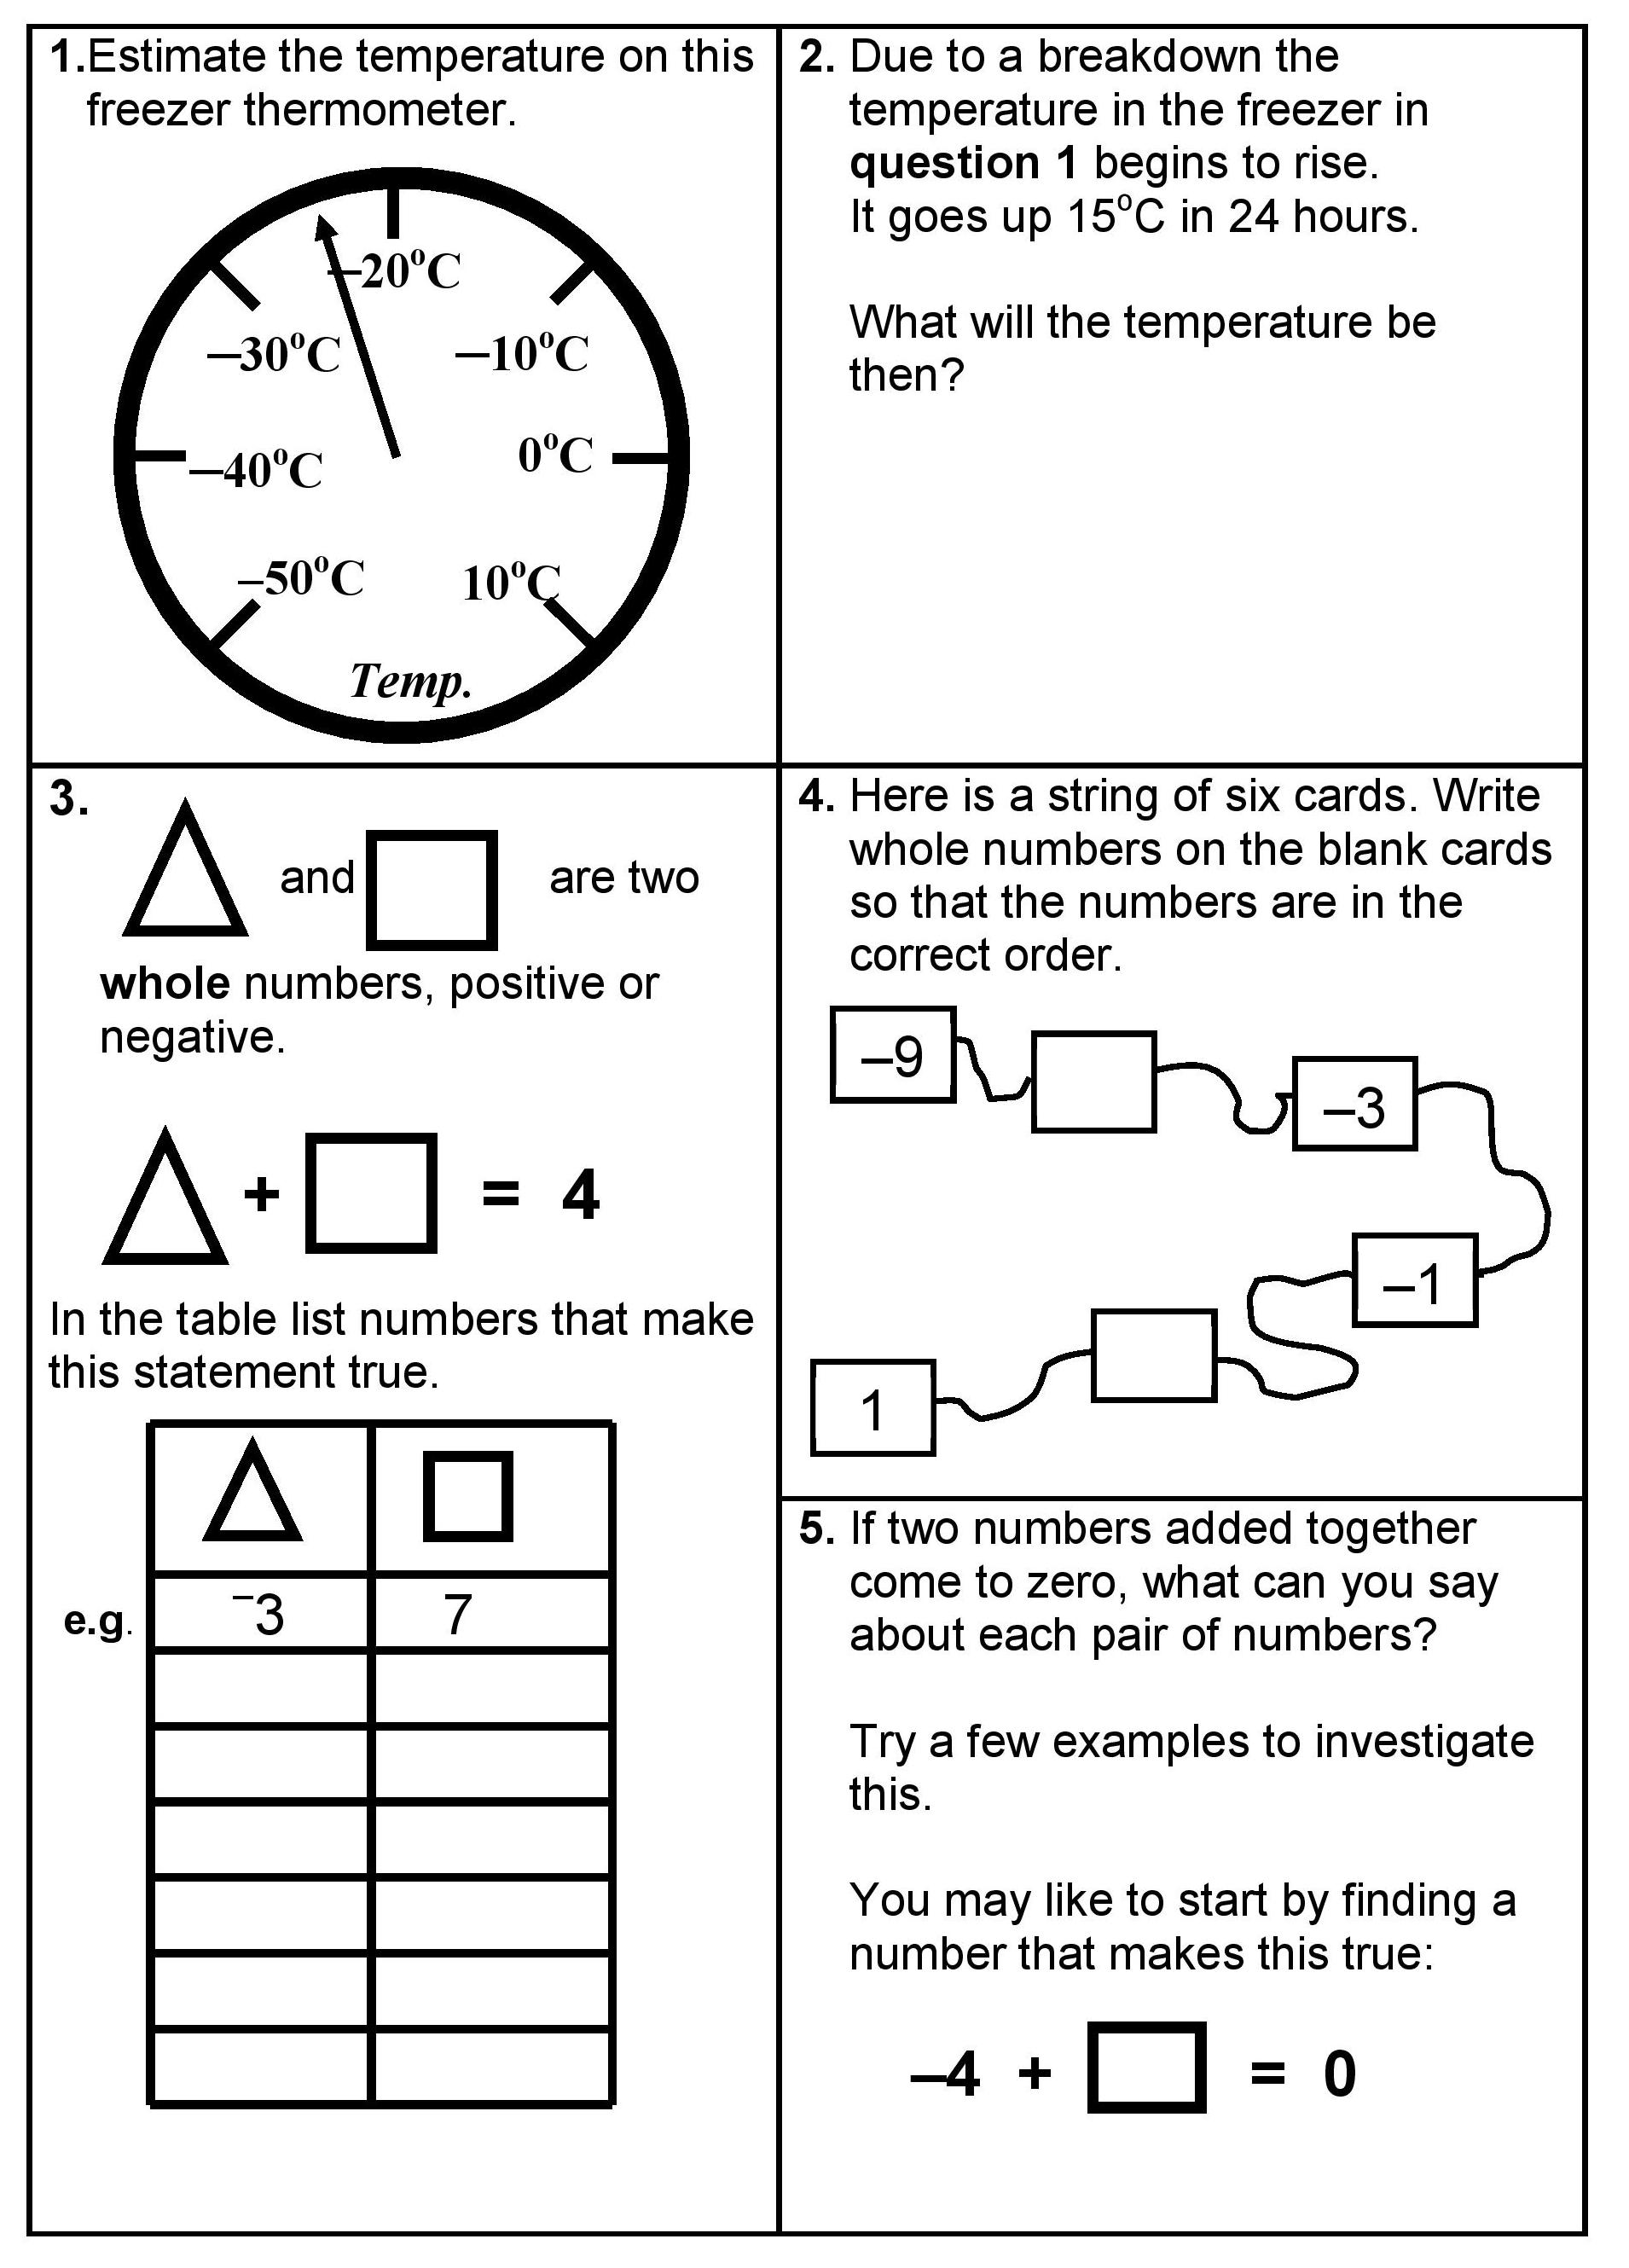 1.Estimate the temperature on this
freezer thermometer.
–20°C
–30°C
–10°C
–40°C
0°C
–50°C
10°C
Temp.
2. Due to a breakdown the
temperature in the freezer in
question 1 begins to rise.
It goes up 15°C in 24 hours.
What will the temperature be
then?
3.
and
are two
whole numbers, positive or
negative.
+ = 4
In the table list numbers that make
this statement true.
e.g. ⁻3 7
4. Here is a string of six cards. Write
whole numbers on the blank cards
so that the numbers are in the
correct order.
–9
–3
–1
1
5. If two numbers added together
come to zero, what can you say
about each pair of numbers?
Try a few examples to investigate
this.
You may like to start by finding a
number that makes this true:
–4 + = 0